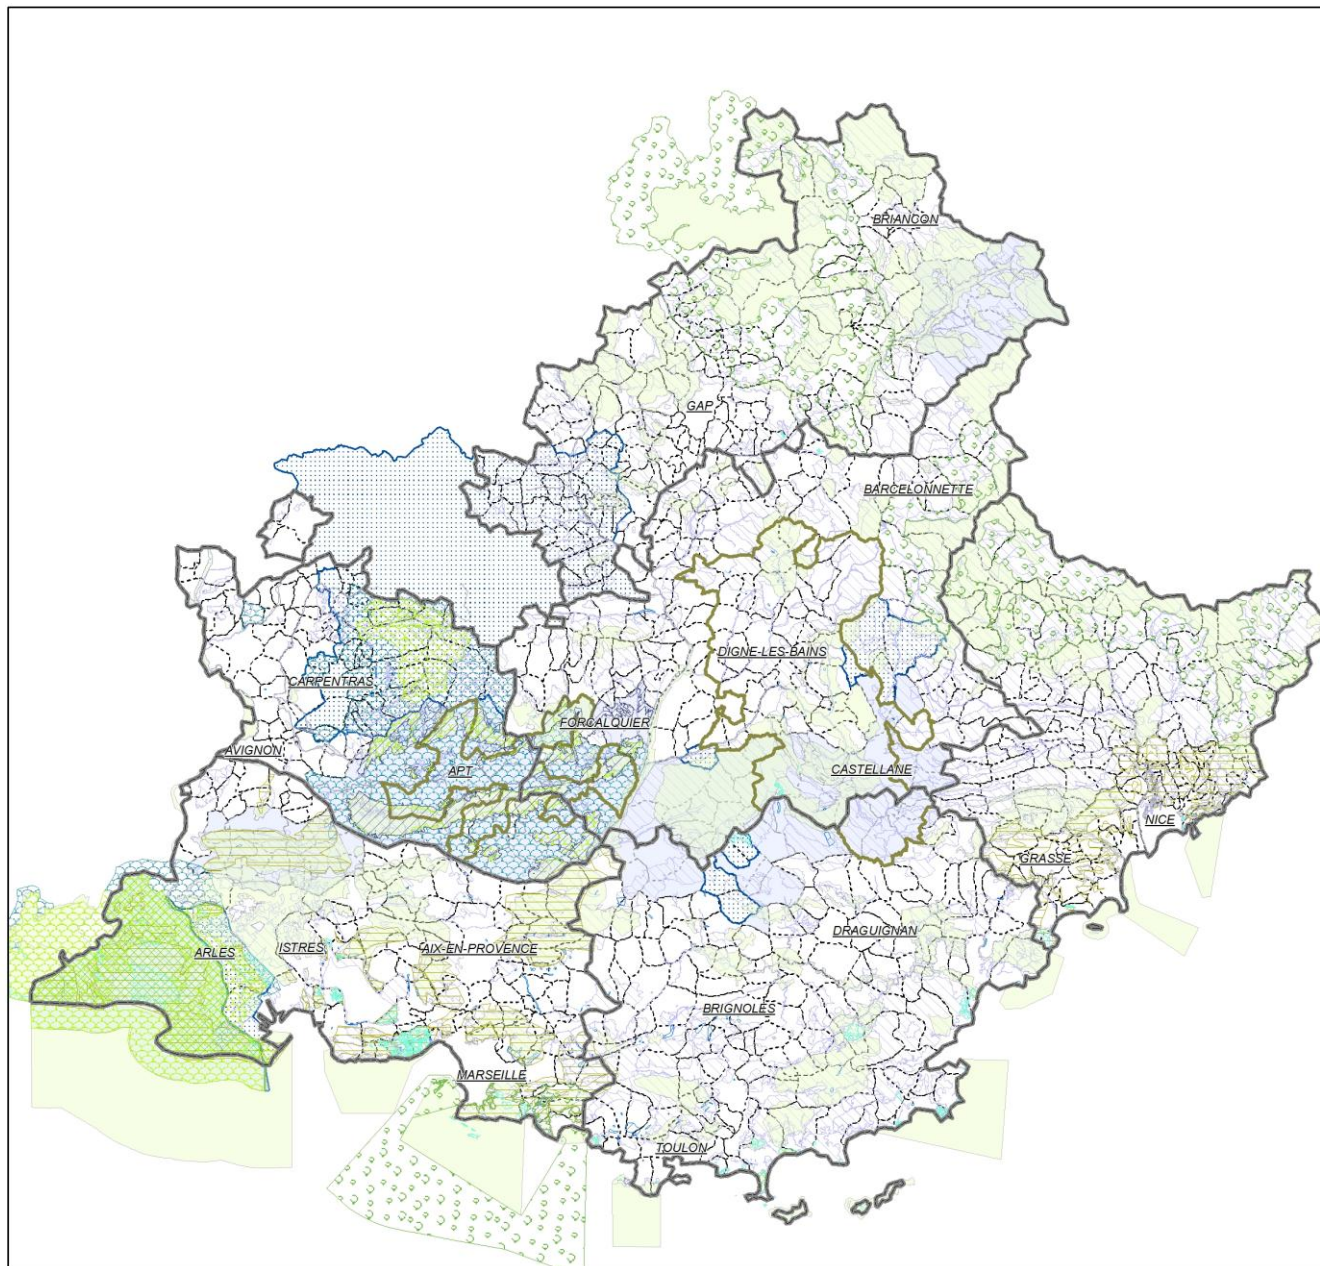 BRIANCON
GAP
BARCELONNETTE
DIGNE-LES-BAINS
CARPENTRAS
FORCALQUIER
AVIGNON
APT
CASTELLANE
NICE
GRASSE
DRAGUIGNAN
ISTRES
AIX-EN-PROVENCE
ARLES
BRIGNOLES
MARSEILLE
TOULON